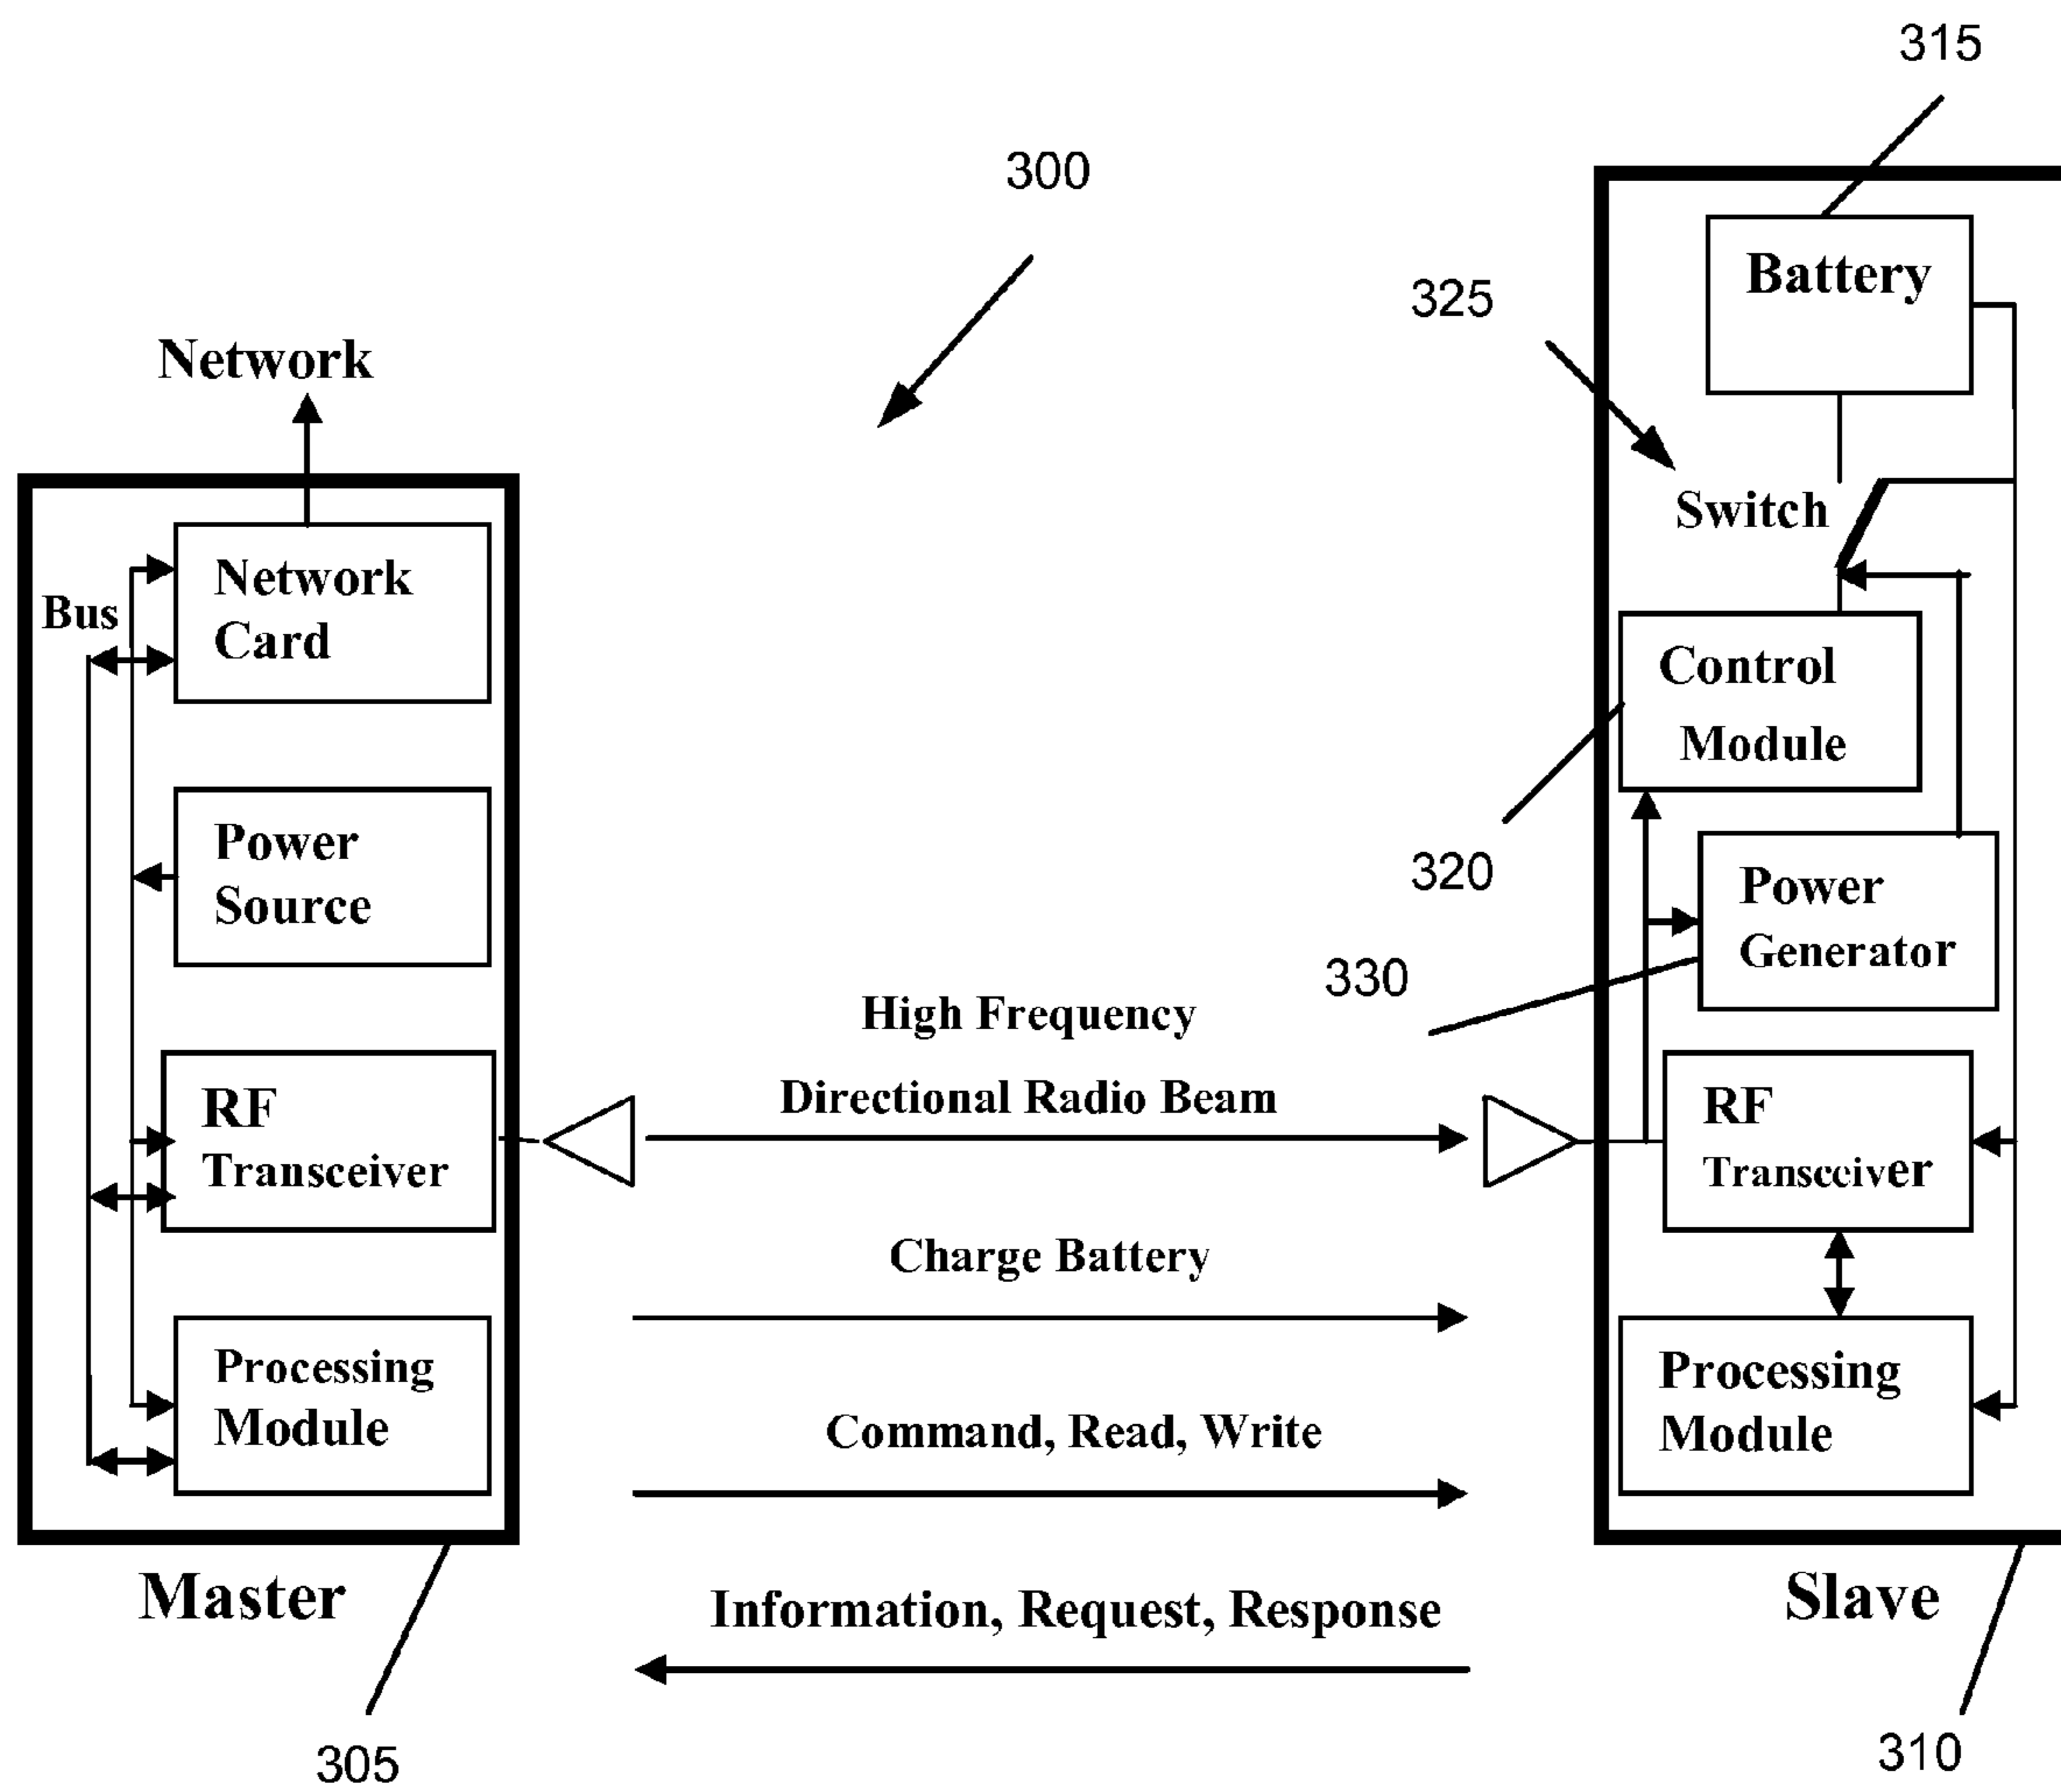 315
300
Battery
325
Network
Switch
Network
Card
Bus
Control
Module
Power
Source
320
Power
Generator
330
High Frequency
Directional Radio Beam
RF
Transceiver
RF
Transceiver
Charge Battery
Processing
Module
Processing
Module
Command, Read, Write
Master
Information, Request, Response
Slave
305
310